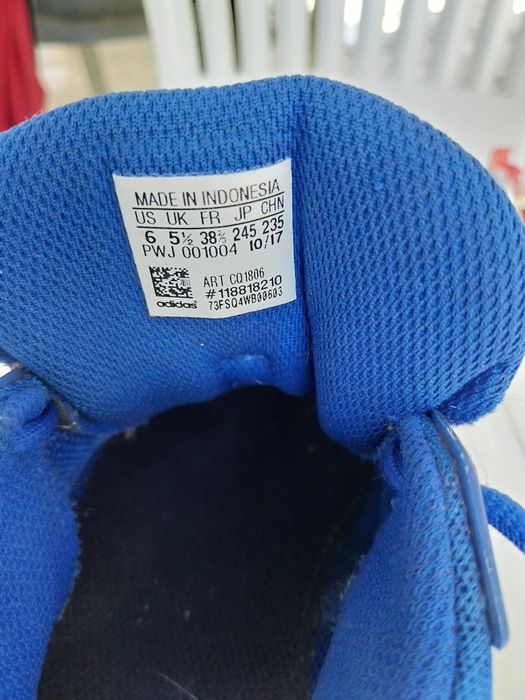 MADE IN INDONESIA
US UK FR JP CHN
6 5½ 38⅔ 245 235
PWJ 001004 10/17
ART CQ1806
#118818210
adidas 73FSQ4WB00603